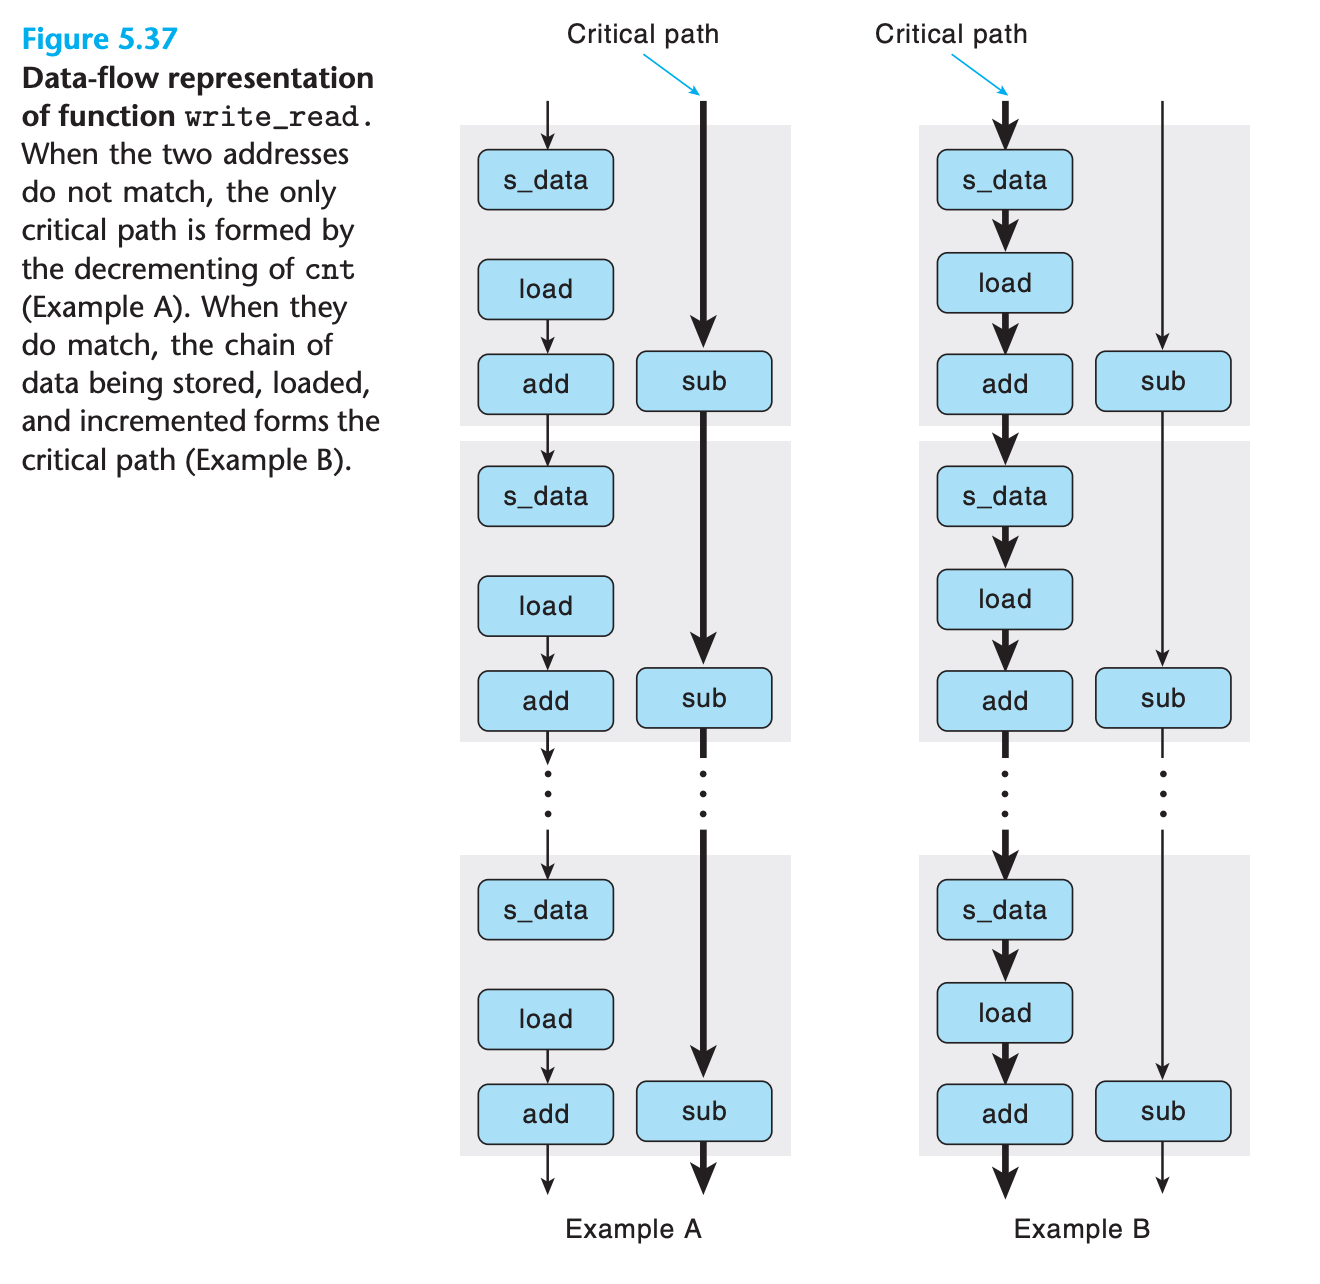 Figure 5.37
Data-flow representation
of function write_read.
When the two addresses
do not match, the only
critical path is formed by
the decrementing of cnt
(Example A). When they
do match, the chain of
data being stored, loaded,
and incremented forms the
critical path (Example B).
Critical path
s_data
load
add
sub
s_data
load
add
sub
s_data
load
add
sub
Example A
Critical path
s_data
load
add
sub
s_data
load
add
sub
s_data
load
add
sub
Example B